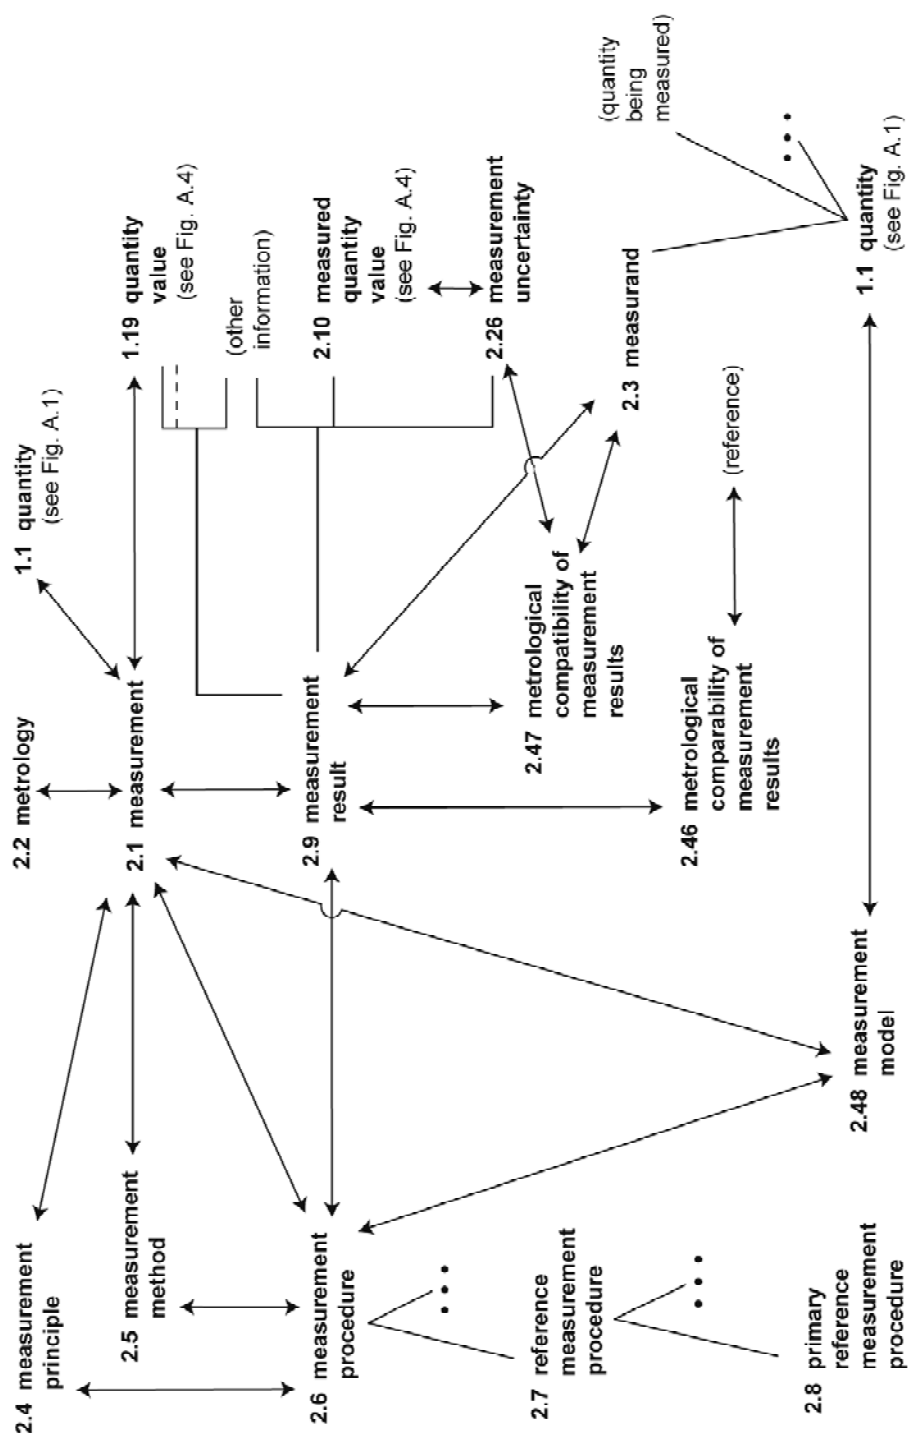 2.2 metrology
1.1 quantity
(see Fig. A.1)
2.4 measurement
principle
2.5 measurement
method
2.1 measurement
1.19 quantity
value
(see Fig. A.4)
(other
information)
2.6 measurement
procedure
2.9 measurement
result
2.10 measured
quantity
value
(see Fig. A.4)
2.26 measurement
uncertainty
2.7 reference
measurement
procedure
2.47 metrological
compatibility of
measurement
results
2.3 measurand
(quantity
being
measured)
2.46 metrological
comparability of
measurement
results
(reference)
2.8 primary
reference
measurement
procedure
2.48 measurement
model
1.1 quantity
(see Fig. A.1)